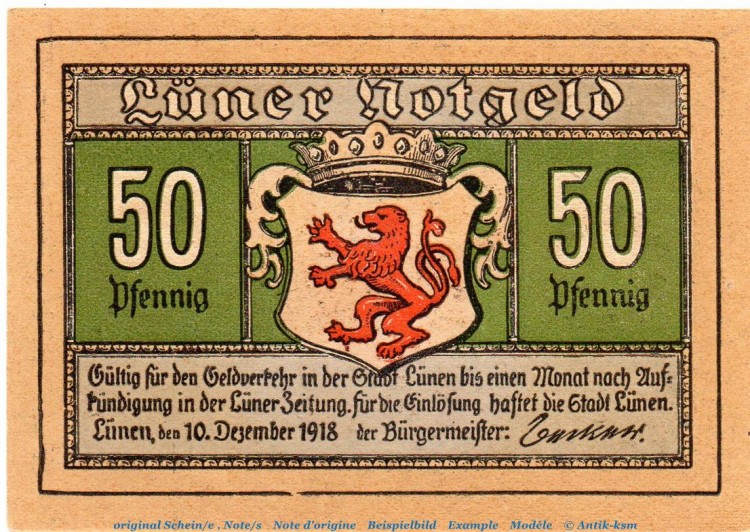 Lüner Notgeld
50 Pfennig
50 Pfennig
Gültig für den Geldverkehr in der Stadt Lünen bis einen Monat nach Auf-
kündigung in der Lüner Zeitung. für die Einlösung haftet die Stadt Lünen.
Lünen, den 10. Dezember 1918 der Bürgermeister:
original Schein/e , Note/s Note d'origine Beispielbild Example Modéle © Antik-ksm